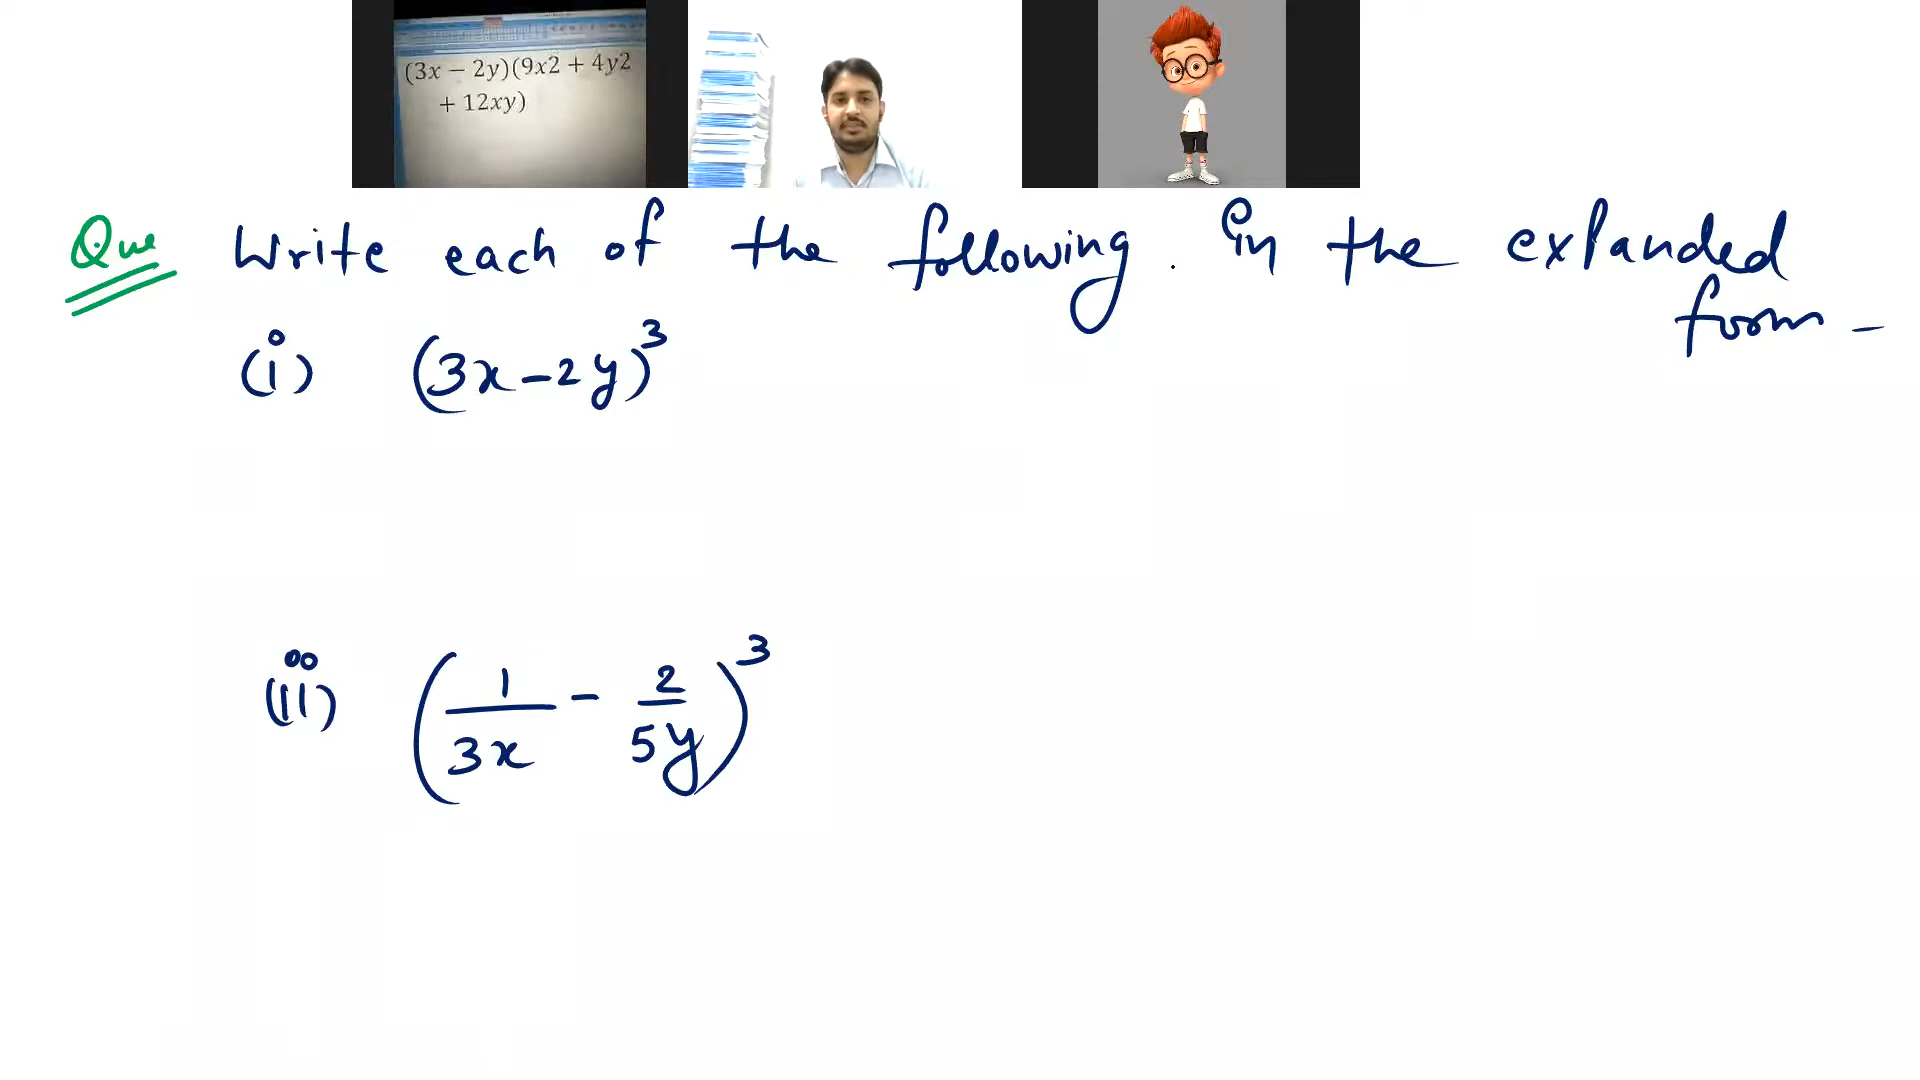 (3x − 2y)(9x2 + 4y2
+ 12xy)
Que Write each of the following. in the expanded
form -
(i) (3x-2y)³
(ii) (1/3x - 2/5y)³